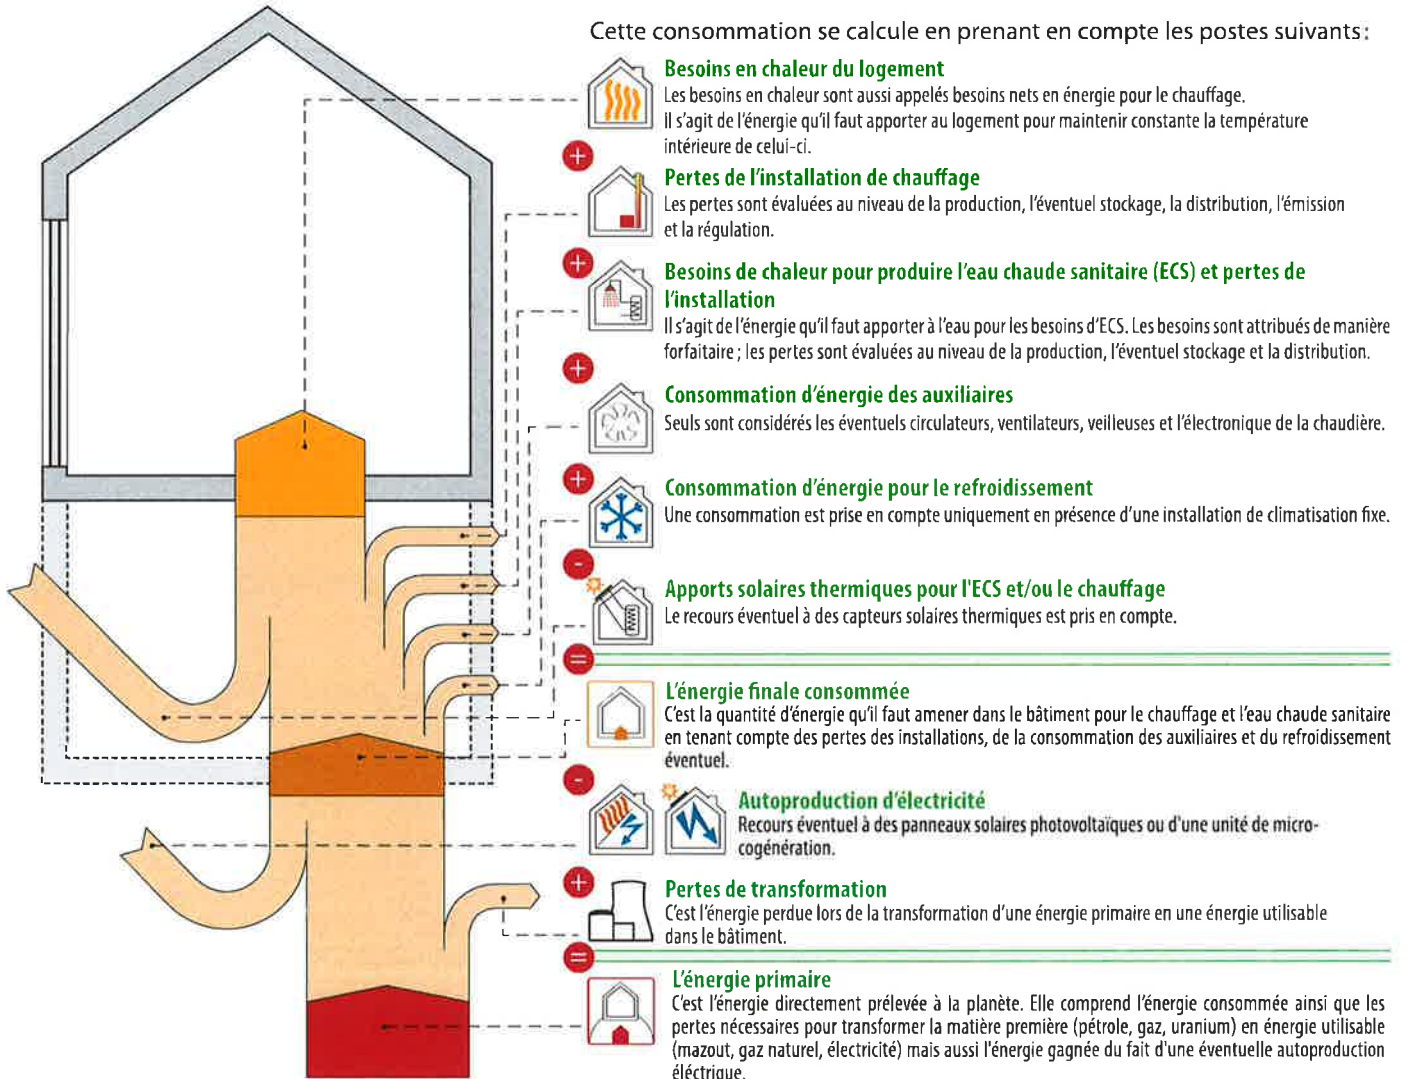 Cette consommation se calcule en prenant en compte les postes suivants:
Besoins en chaleur du logement
Les besoins en chaleur sont aussi appelés besoins nets en énergie pour le chauffage.
Il s'agit de l'énergie qu'il faut apporter au logement pour maintenir constante la température
intérieure de celui-ci.
+
Pertes de l'installation de chauffage
Les pertes sont évaluées au niveau de la production, l'éventuel stockage, la distribution, l'émission
et la régulation.
+
Besoins de chaleur pour produire l'eau chaude sanitaire (ECS) et pertes de
l'installation
Il s'agit de l'énergie qu'il faut apporter à l'eau pour les besoins d'ECS. Les besoins sont attribués de manière
forfaitaire ; les pertes sont évaluées au niveau de la production, l'éventuel stockage et la distribution.
+
Consommation d'énergie des auxiliaires
Seuls sont considérés les éventuels circulateurs, ventilateurs, veilleuses et l'électronique de la chaudière.
+
Consommation d'énergie pour le refroidissement
Une consommation est prise en compte uniquement en présence d'une installation de climatisation fixe.
-
Apports solaires thermiques pour l'ECS et/ou le chauffage
Le recours éventuel à des capteurs solaires thermiques est pris en compte.
=
L'énergie finale consommée
C'est la quantité d'énergie qu'il faut amener dans le bâtiment pour le chauffage et l'eau chaude sanitaire
en tenant compte des pertes des installations, de la consommation des auxiliaires et du refroidissement
éventuel.
-
Autoproduction d'électricité
Recours éventuel à des panneaux solaires photovoltaïques ou d'une unité de micro-
cogénération.
+
Pertes de transformation
C'est l'énergie perdue lors de la transformation d'une énergie primaire en une énergie utilisable
dans le bâtiment.
=
L'énergie primaire
C'est l'énergie directement prélevée à la planète. Elle comprend l'énergie consommée ainsi que les
pertes nécessaires pour transformer la matière première (pétrole, gaz, uranium) en énergie utilisable
(mazout, gaz naturel, électricité) mais aussi l'énergie gagnée du fait d'une éventuelle autoproduction
éléctrique.